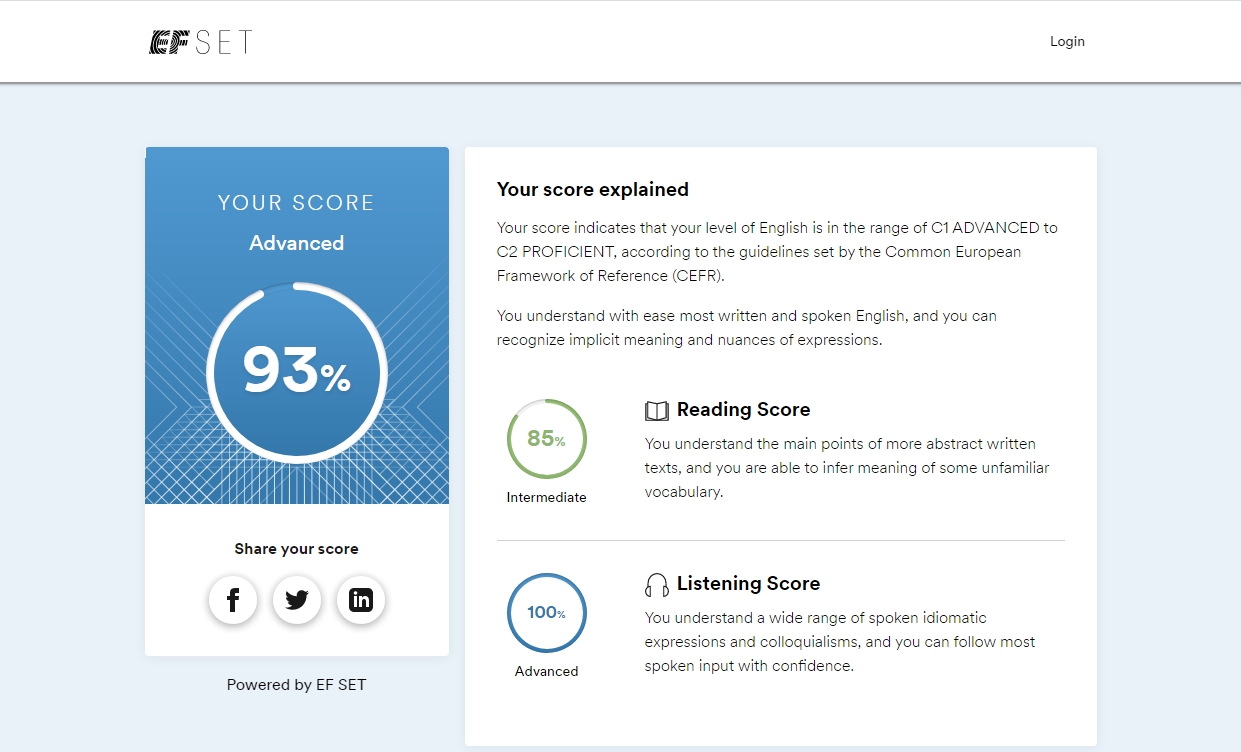 EF SET
Login
YOUR SCORE
Advanced
93%
Share your score
Powered by EF SET
Your score explained
Your score indicates that your level of English is in the range of C1 ADVANCED to
C2 PROFICIENT, according to the guidelines set by the Common European
Framework of Reference (CEFR).
You understand with ease most written and spoken English, and you can
recognize implicit meaning and nuances of expressions.
85%
Intermediate
Reading Score
You understand the main points of more abstract written
texts, and you are able to infer meaning of some unfamiliar
vocabulary.
100%
Advanced
Listening Score
You understand a wide range of spoken idiomatic
expressions and colloquialisms, and you can follow most
spoken input with confidence.